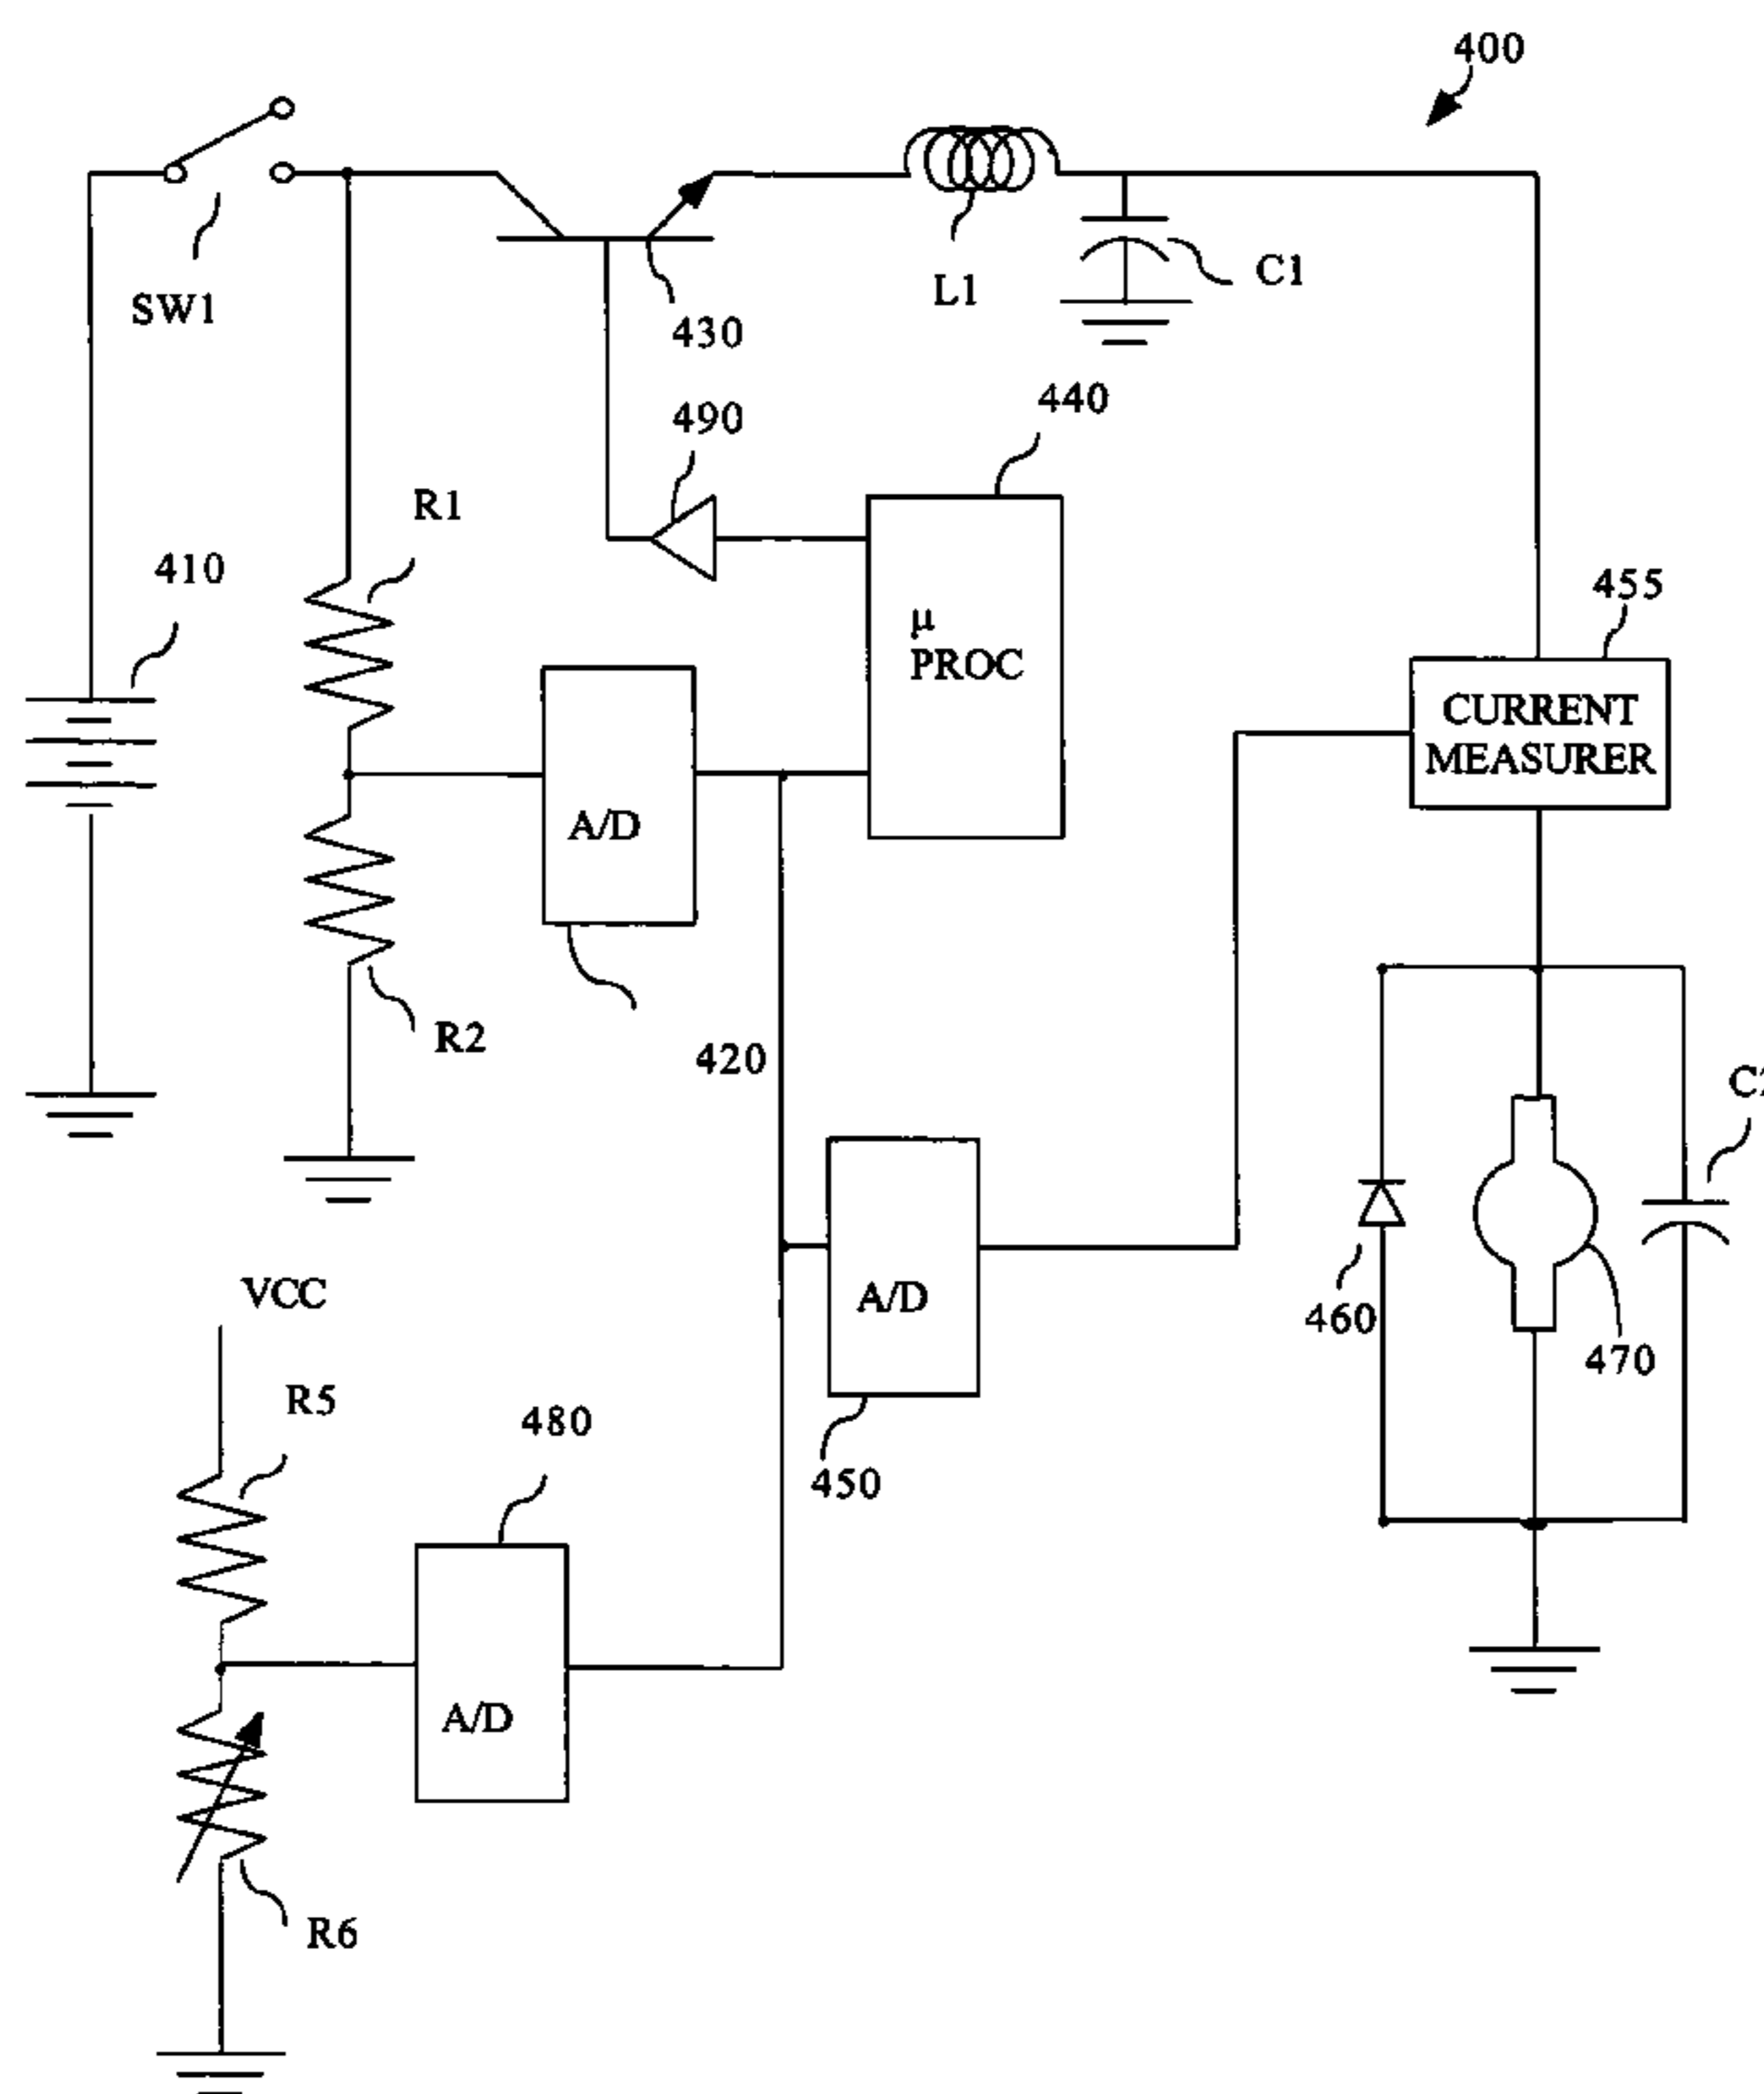 400
SW1
L1
C1
430
490
440
R1
410
455
μ
PROC
CURRENT
MEASURER
A/D
R2
420
VCC
A/D
460
470
R5
480
450
A/D
R6